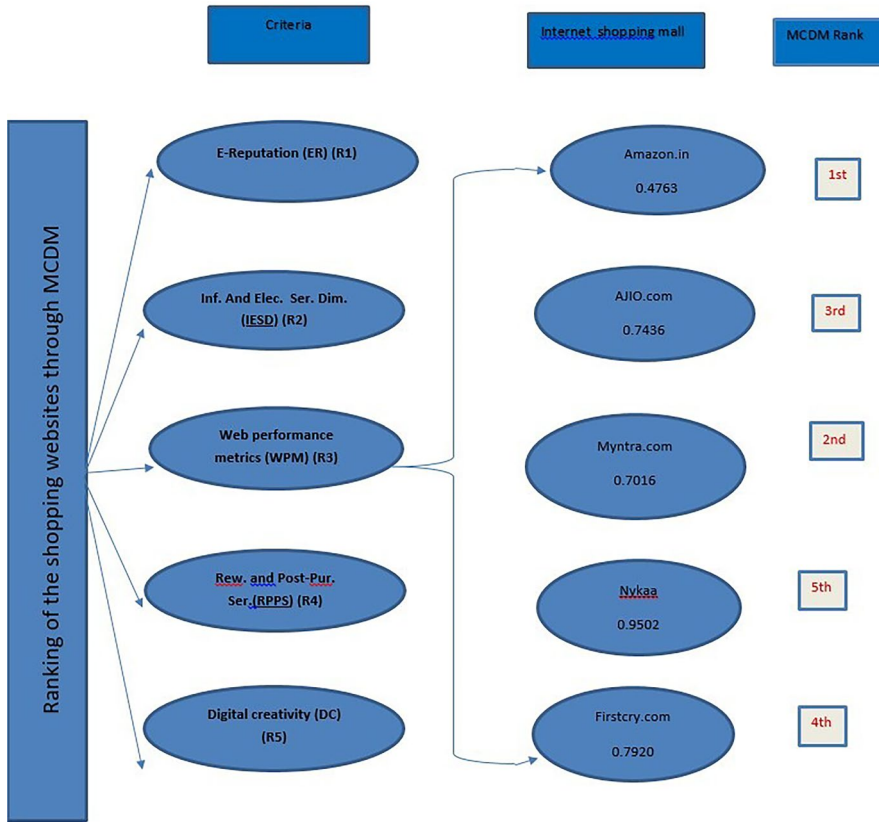 Criteria
Internet shopping mall
MCDM Rank
Ranking of the shopping websites through MCDM
E-Reputation (ER) (R1)
Amazon.in
0.4763
1st
Inf. And Elec. Ser. Dim.
(IESD) (R2)
AJIO.com
0.7436
3rd
Web performance
metrics (WPM) (R3)
Myntra.com
0.7016
2nd
Rew. and Post-Pur.
Ser.(RPPS) (R4)
Nykaa
0.9502
5th
Digital creativity (DC)
(R5)
Firstcry.com
0.7920
4th